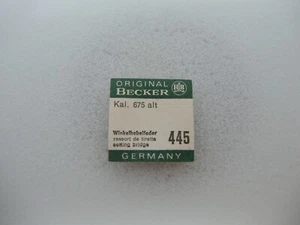 ORIGINAL
BECKER
Kal. 675 alt
Winkelhebelfeder
ressort de tirette
setting bridge
445
GERMANY